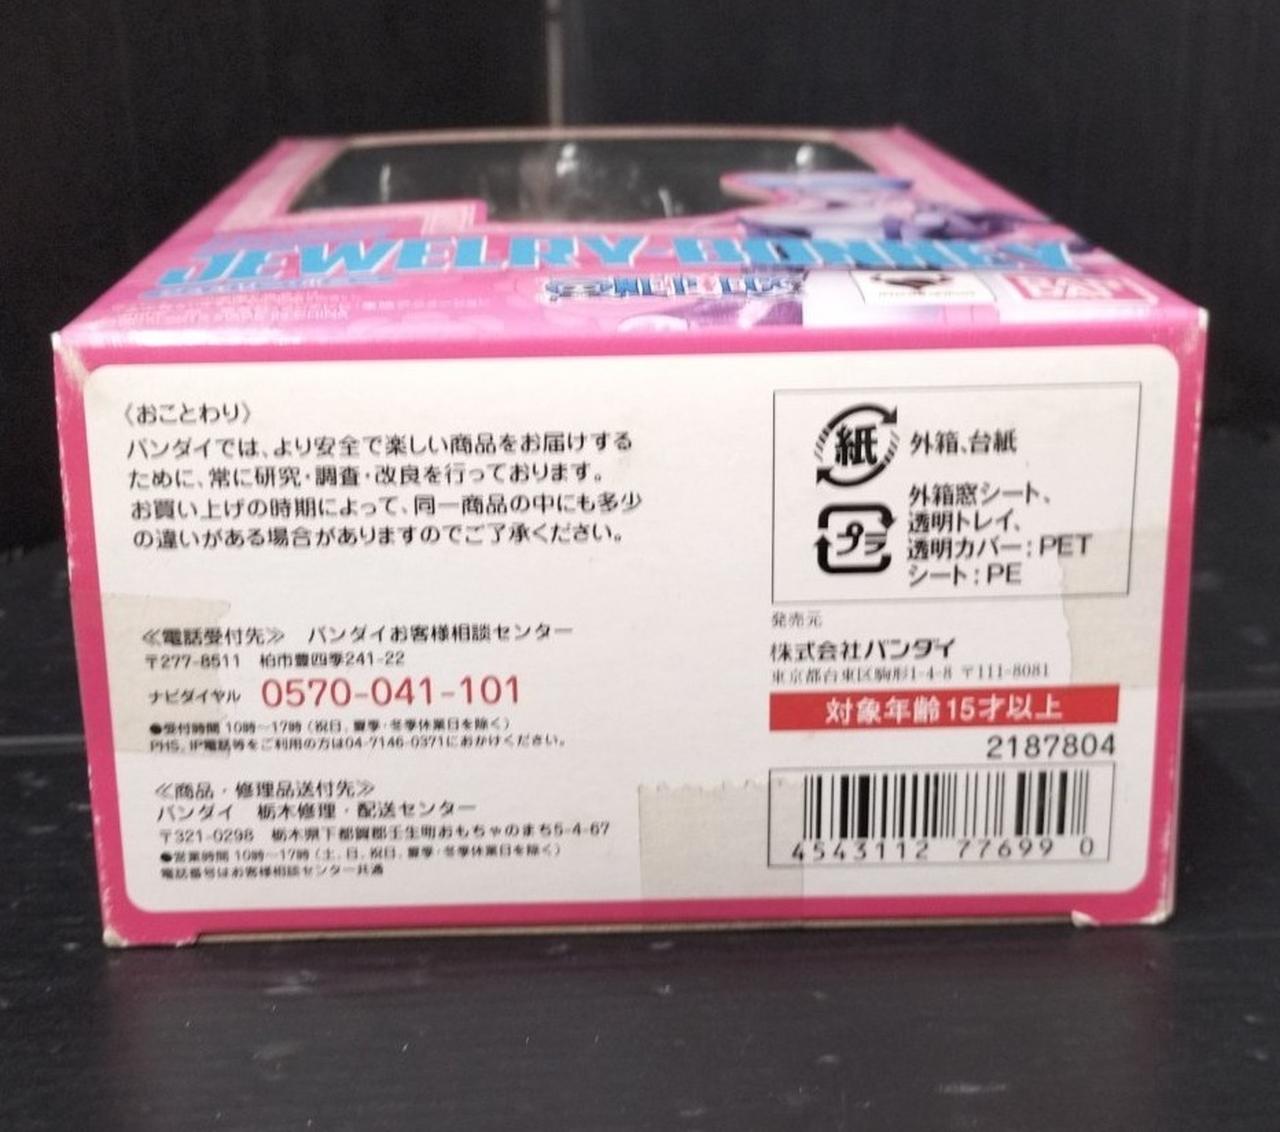 JEWELRY·BONNEY
〈おことわり〉
バンダイでは、より安全で楽しい商品をお届けする
ために、常に研究・調査・改良を行っております。
お買い上げの時期によって、同一商品の中にも多少
の違いがある場合がありますのでご了承ください。
≪電話受付先≫ バンダイお客様相談センター
〒277-8511 柏市豊四季241-22
ナビダイヤル 0570-041-101
●受付時間 10時〜17時（祝日、夏季・冬季休業日を除く）
PHS、IP電話等をご利用の方は04-7146-0371におかけください。
≪商品・修理品送付先≫
バンダイ 栃木修理・配送センター
〒321-0298 栃木県下都賀郡壬生町おもちゃのまち5-4-67
●営業時間 10時〜17時（土、日、祝日、夏季・冬季休業日を除く）
電話番号はお客様相談センター共通
紙 外箱、台紙
プラ 外箱窓シート、
透明トレイ、
透明カバー：PET
シート：PE
発売元
株式会社バンダイ
東京都台東区駒形1-4-8 〒111-8081
対象年齢15才以上
2187804
4543112 776990